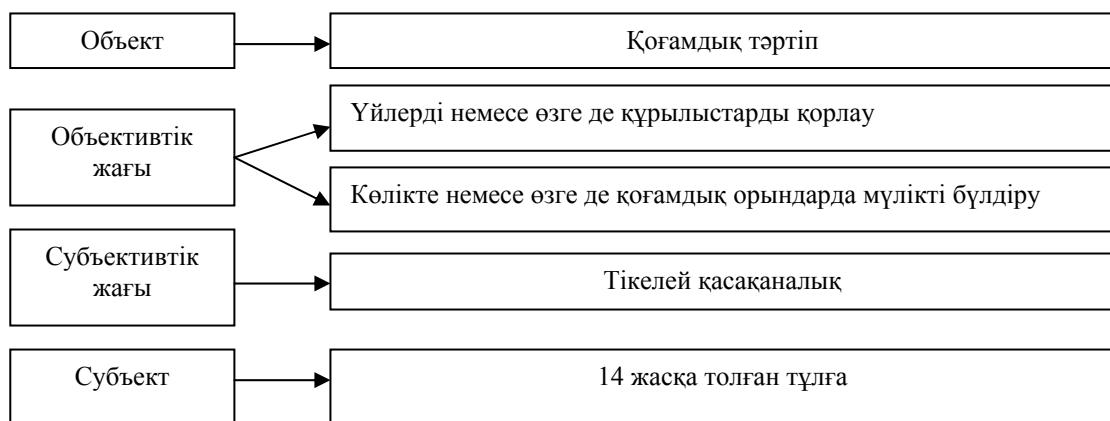 Объект
Қоғамдық тәртіп
Объективтік
жағы
Үйлерді немесе өзге де құрылыстарды қорлау
Көлікте немесе өзге де қоғамдық орындарда мүлікті бүлдіру
Субъективтік
жағы
Тікелей қасақаналық
Субъект
14 жасқа толған тұлға